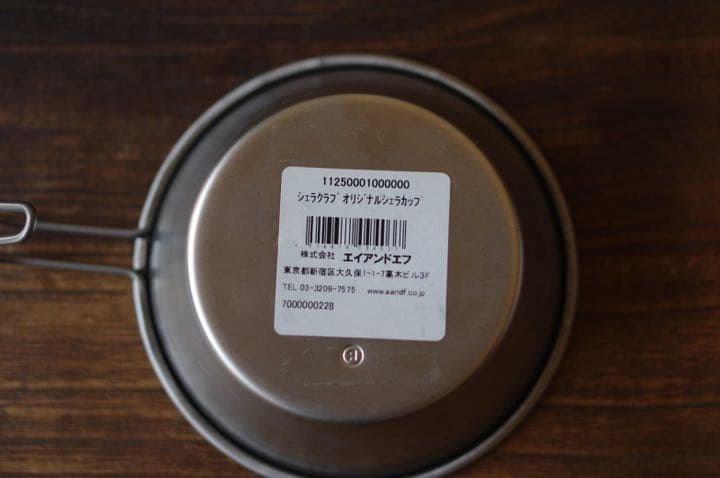 11250001000000
ｼｪﾗｸﾗﾌﾞｵﾘｼﾞﾅﾙｼｪﾗｶｯﾌﾟ
株式会社 エイアンドエフ
東京都新宿区大久保1-1-7高木ビル3F
TEL 03-3209-7575 www.aandf.co.jp
7000000228